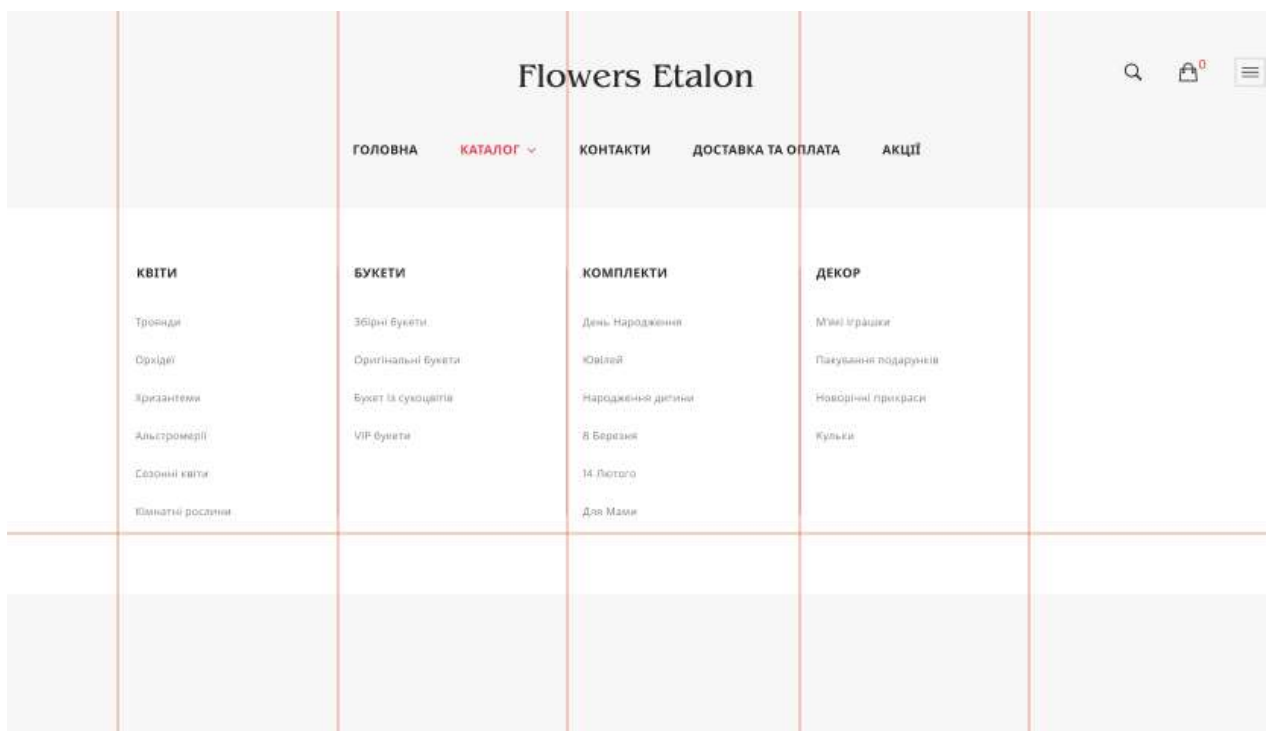 Flowers Etalon
0
ГОЛОВНА КАТАЛОГ КОНТАКТИ ДОСТАВКА ТА ОПЛАТА АКЦІЇ
КВІТИ БУКЕТИ КОМПЛЕКТИ ДЕКОР
Троянди Збірні букети День Народження М'які іграшки
Орхідеї Оригінальні букети Ювілей Пакування подарунків
Хризантеми Букет із сухоцвітів Народження дитини Новорічні прикраси
Альстромерії VIP букети 8 Березня Кульки
Сезонні квіти 14 Лютого
Кімнатні рослини Для Мами